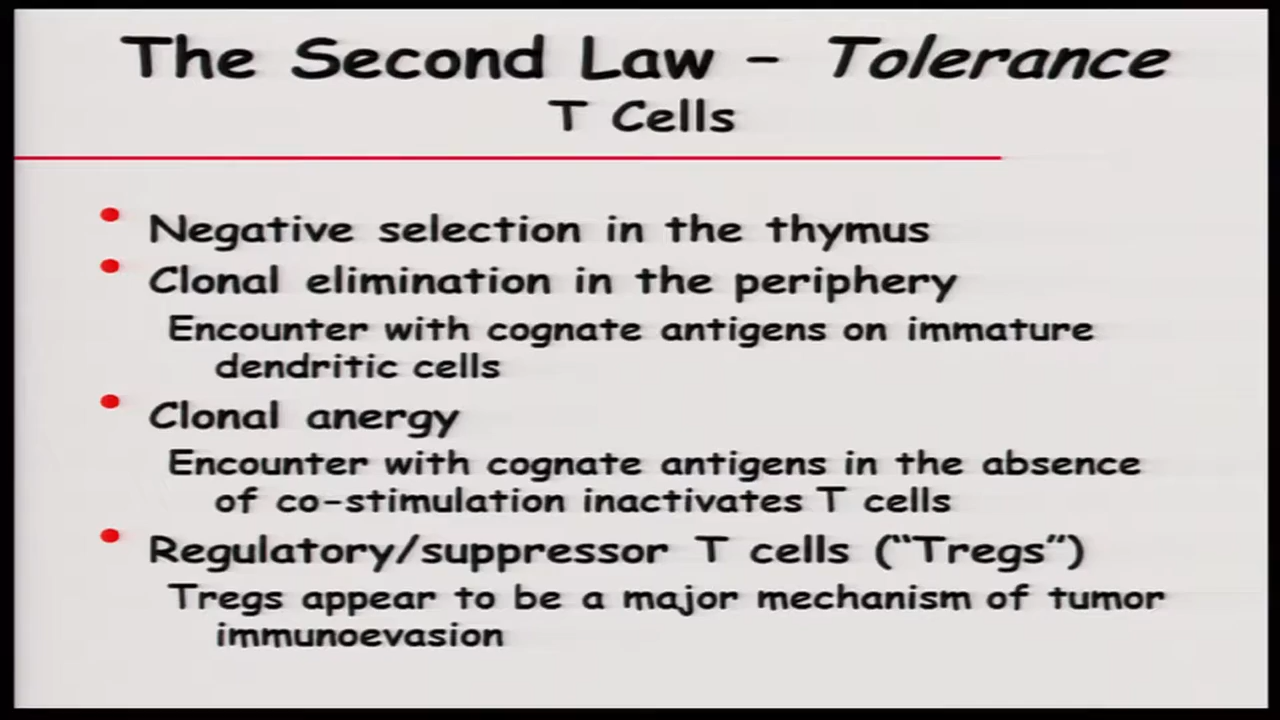 The Second Law – Tolerance
T Cells
• Negative selection in the thymus
• Clonal elimination in the periphery
Encounter with cognate antigens on immature
dendritic cells
• Clonal anergy
Encounter with cognate antigens in the absence
of co-stimulation inactivates T cells
• Regulatory/suppressor T cells (“Tregs”)
Tregs appear to be a major mechanism of tumor
immunoevasion